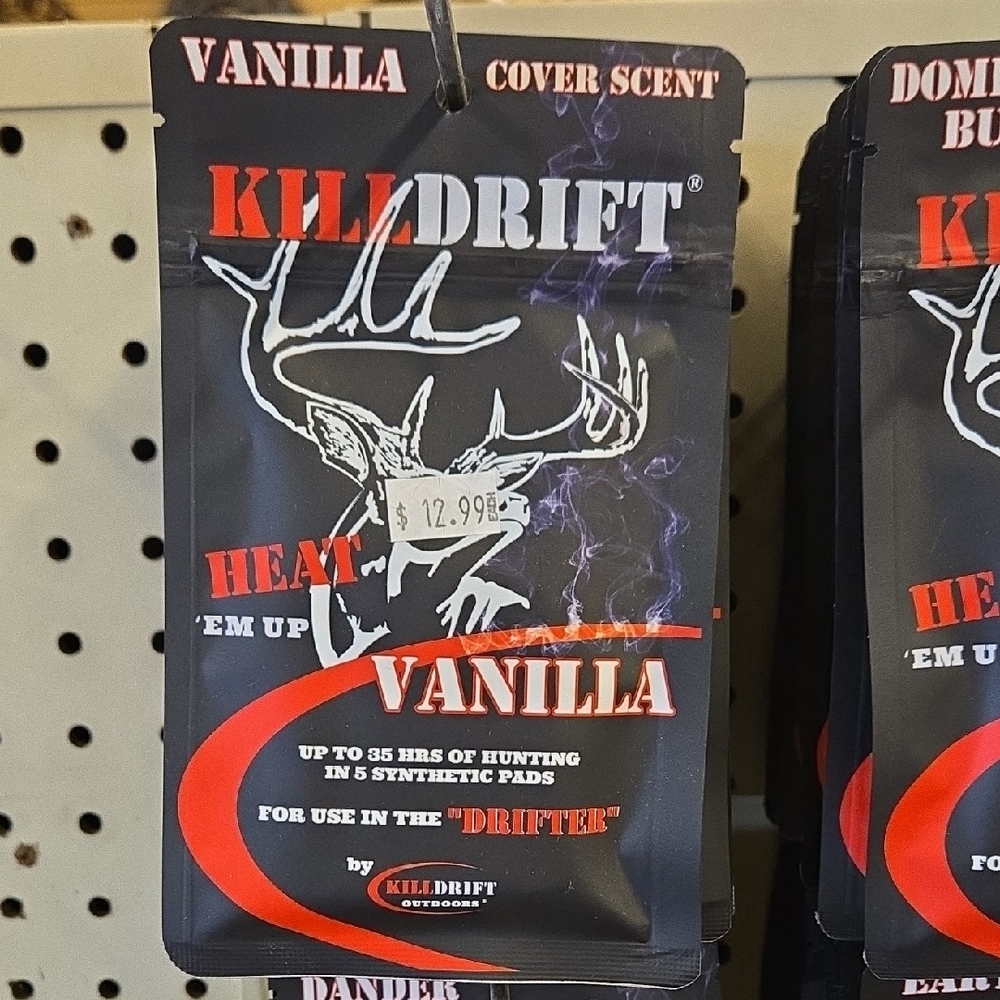 VANILLA
COVER SCENT
KILLDRIFT®
$ 12.99 EACH
HEAT
'EM UP
VANILLA
UP TO 35 HRS OF HUNTING
IN 5 SYNTHETIC PADS
FOR USE IN THE "DRIFTER"
by
KILLDRIFT
OUTDOORS®
DANDER